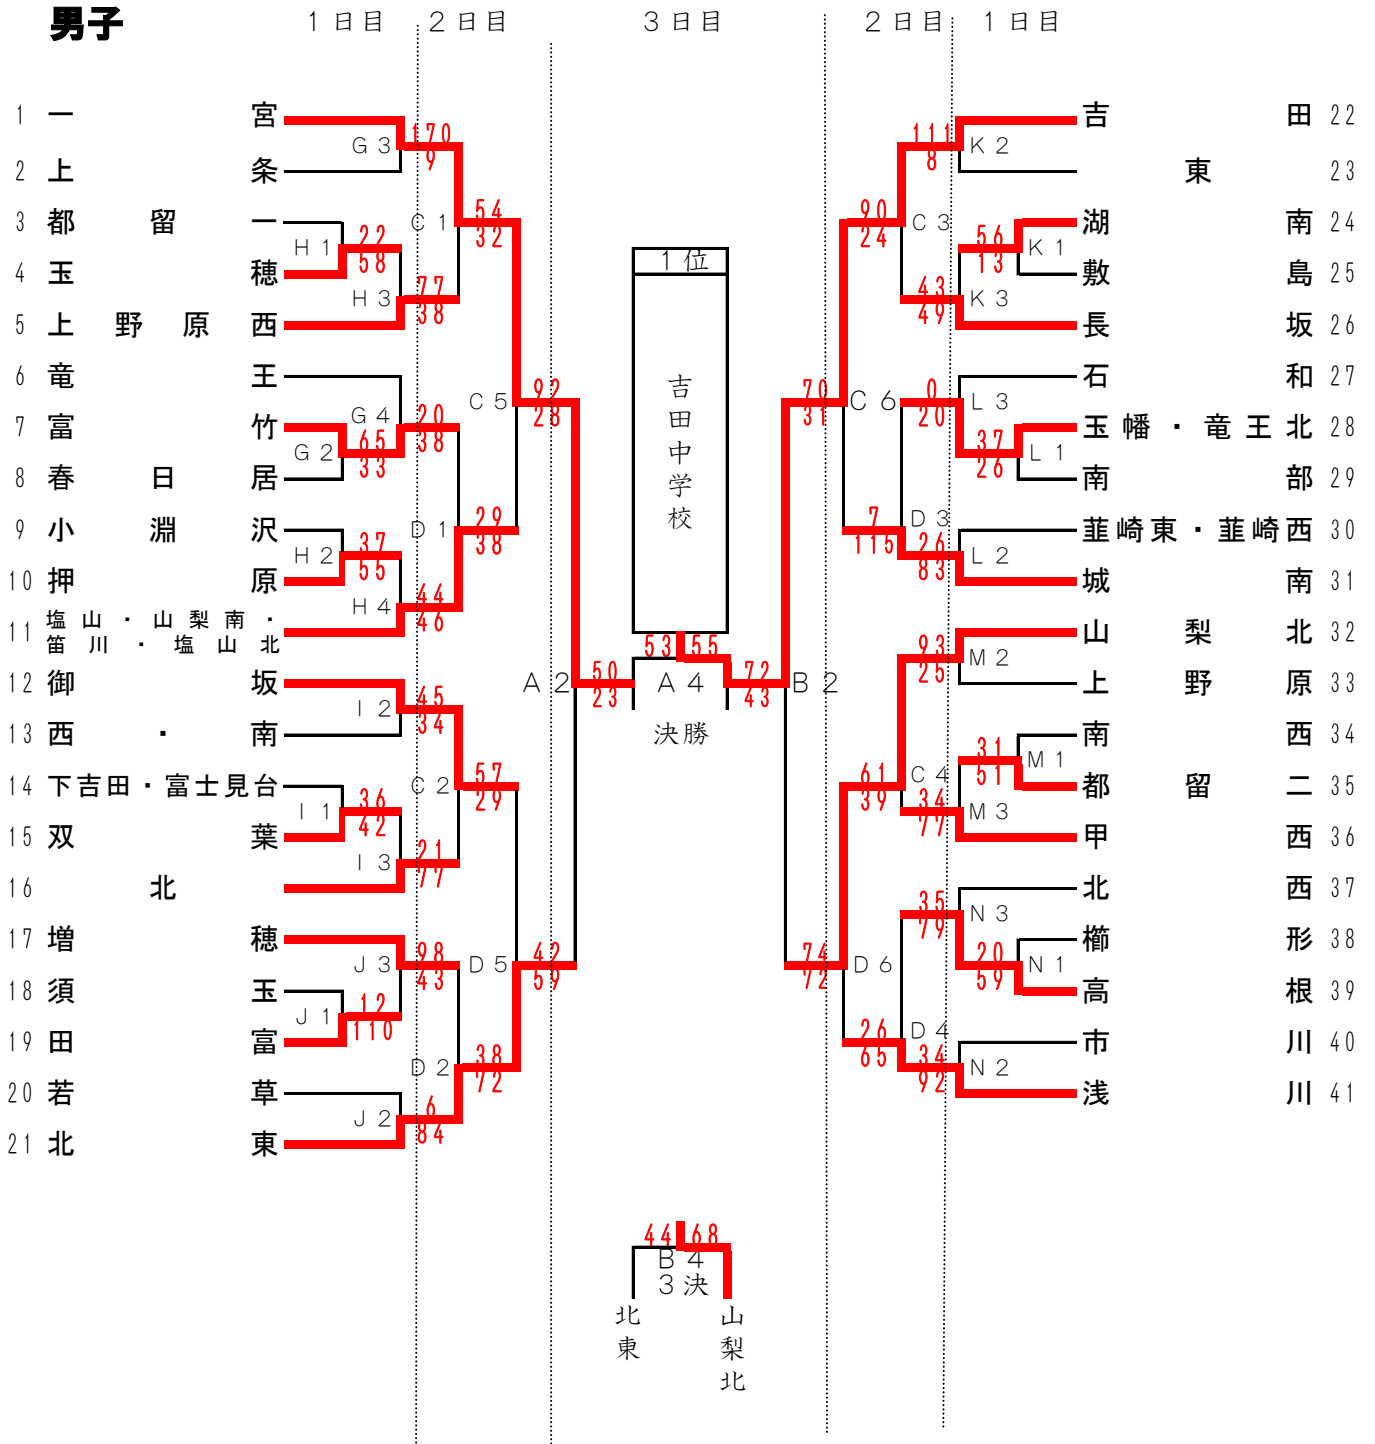 男子
1日目 2日目 3日目 2日目 1日目
1 一宮
2 上条
3 都留一
4 玉穂
5 上野原西
6 竜王
7 富竹
8 春日居
9 小淵沢
10 押原
11 塩山・山梨南・
笛川・塩山北
12 御坂
13 西・南
14 下吉田・富士見台
15 双葉
16 北
17 増穂
18 須玉
19 田富
20 若草
21 北東
G3 170 9
H1 22 58
H3 77 38
C1 54 32
G4 20 38
G2 65 33
H2 37 55
H4 44 46
D1 29 38
C5 92 28
I2 45 34
I1 36 42
I3 21 77
C2 57 29
J3 98 43
J1 12 110
J2 6 84
D2 38 72
D5 42 59
A2 50 23
1位
吉田中学校
53 55
A4
決勝
B2 72 43
C6 70 31
C3 90 24
K2 111 8
K1 56 13
K3 43 49
L3 0 20
L1 37 26
D3 7 115
L2 26 83
M2 93 25
M1 31 51
C4 61 39
M3 34 77
D6 74 72
N3 35 79
N1 20 59
D4 26 65
N2 34 92
吉田 22
東 23
湖南 24
敷島 25
長坂 26
石和 27
玉幡・竜王北 28
南部 29
韮崎東・韮崎西 30
城南 31
山梨北 32
上野原 33
南西 34
都留二 35
甲西 36
北西 37
櫛形 38
高根 39
市川 40
浅川 41
44 68
B4
3決
北東
山梨北